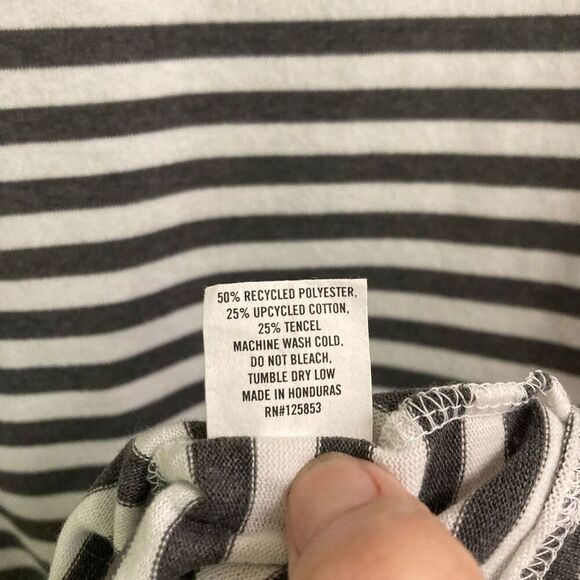 50% RECYCLED POLYESTER,
25% UPCYCLED COTTON,
25% TENCEL
MACHINE WASH COLD,
DO NOT BLEACH,
TUMBLE DRY LOW
MADE IN HONDURAS
RN#125853